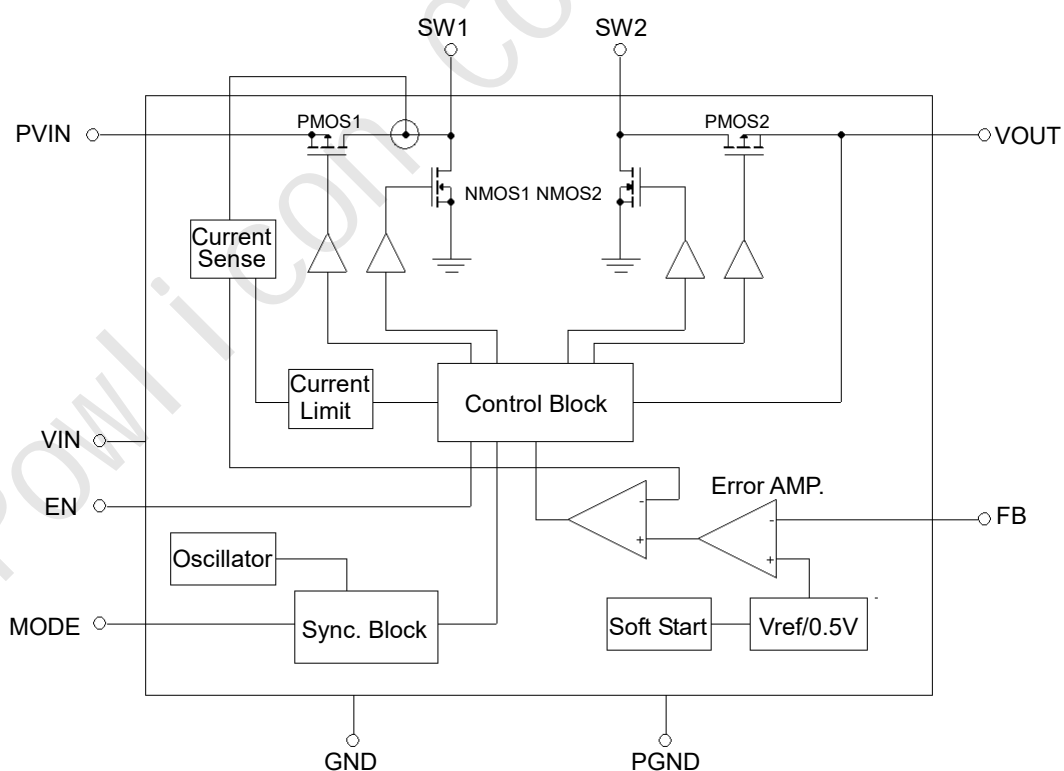 SW1
SW2
PVIN
PMOS1
PMOS2
VOUT
NMOS1 NMOS2
Current
Sense
Current
Limit
Control Block
VIN
EN
Error AMP.
-
+
-
+
FB
Oscillator
MODE
Sync. Block
Soft Start
Vref/0.5V
GND
PGND